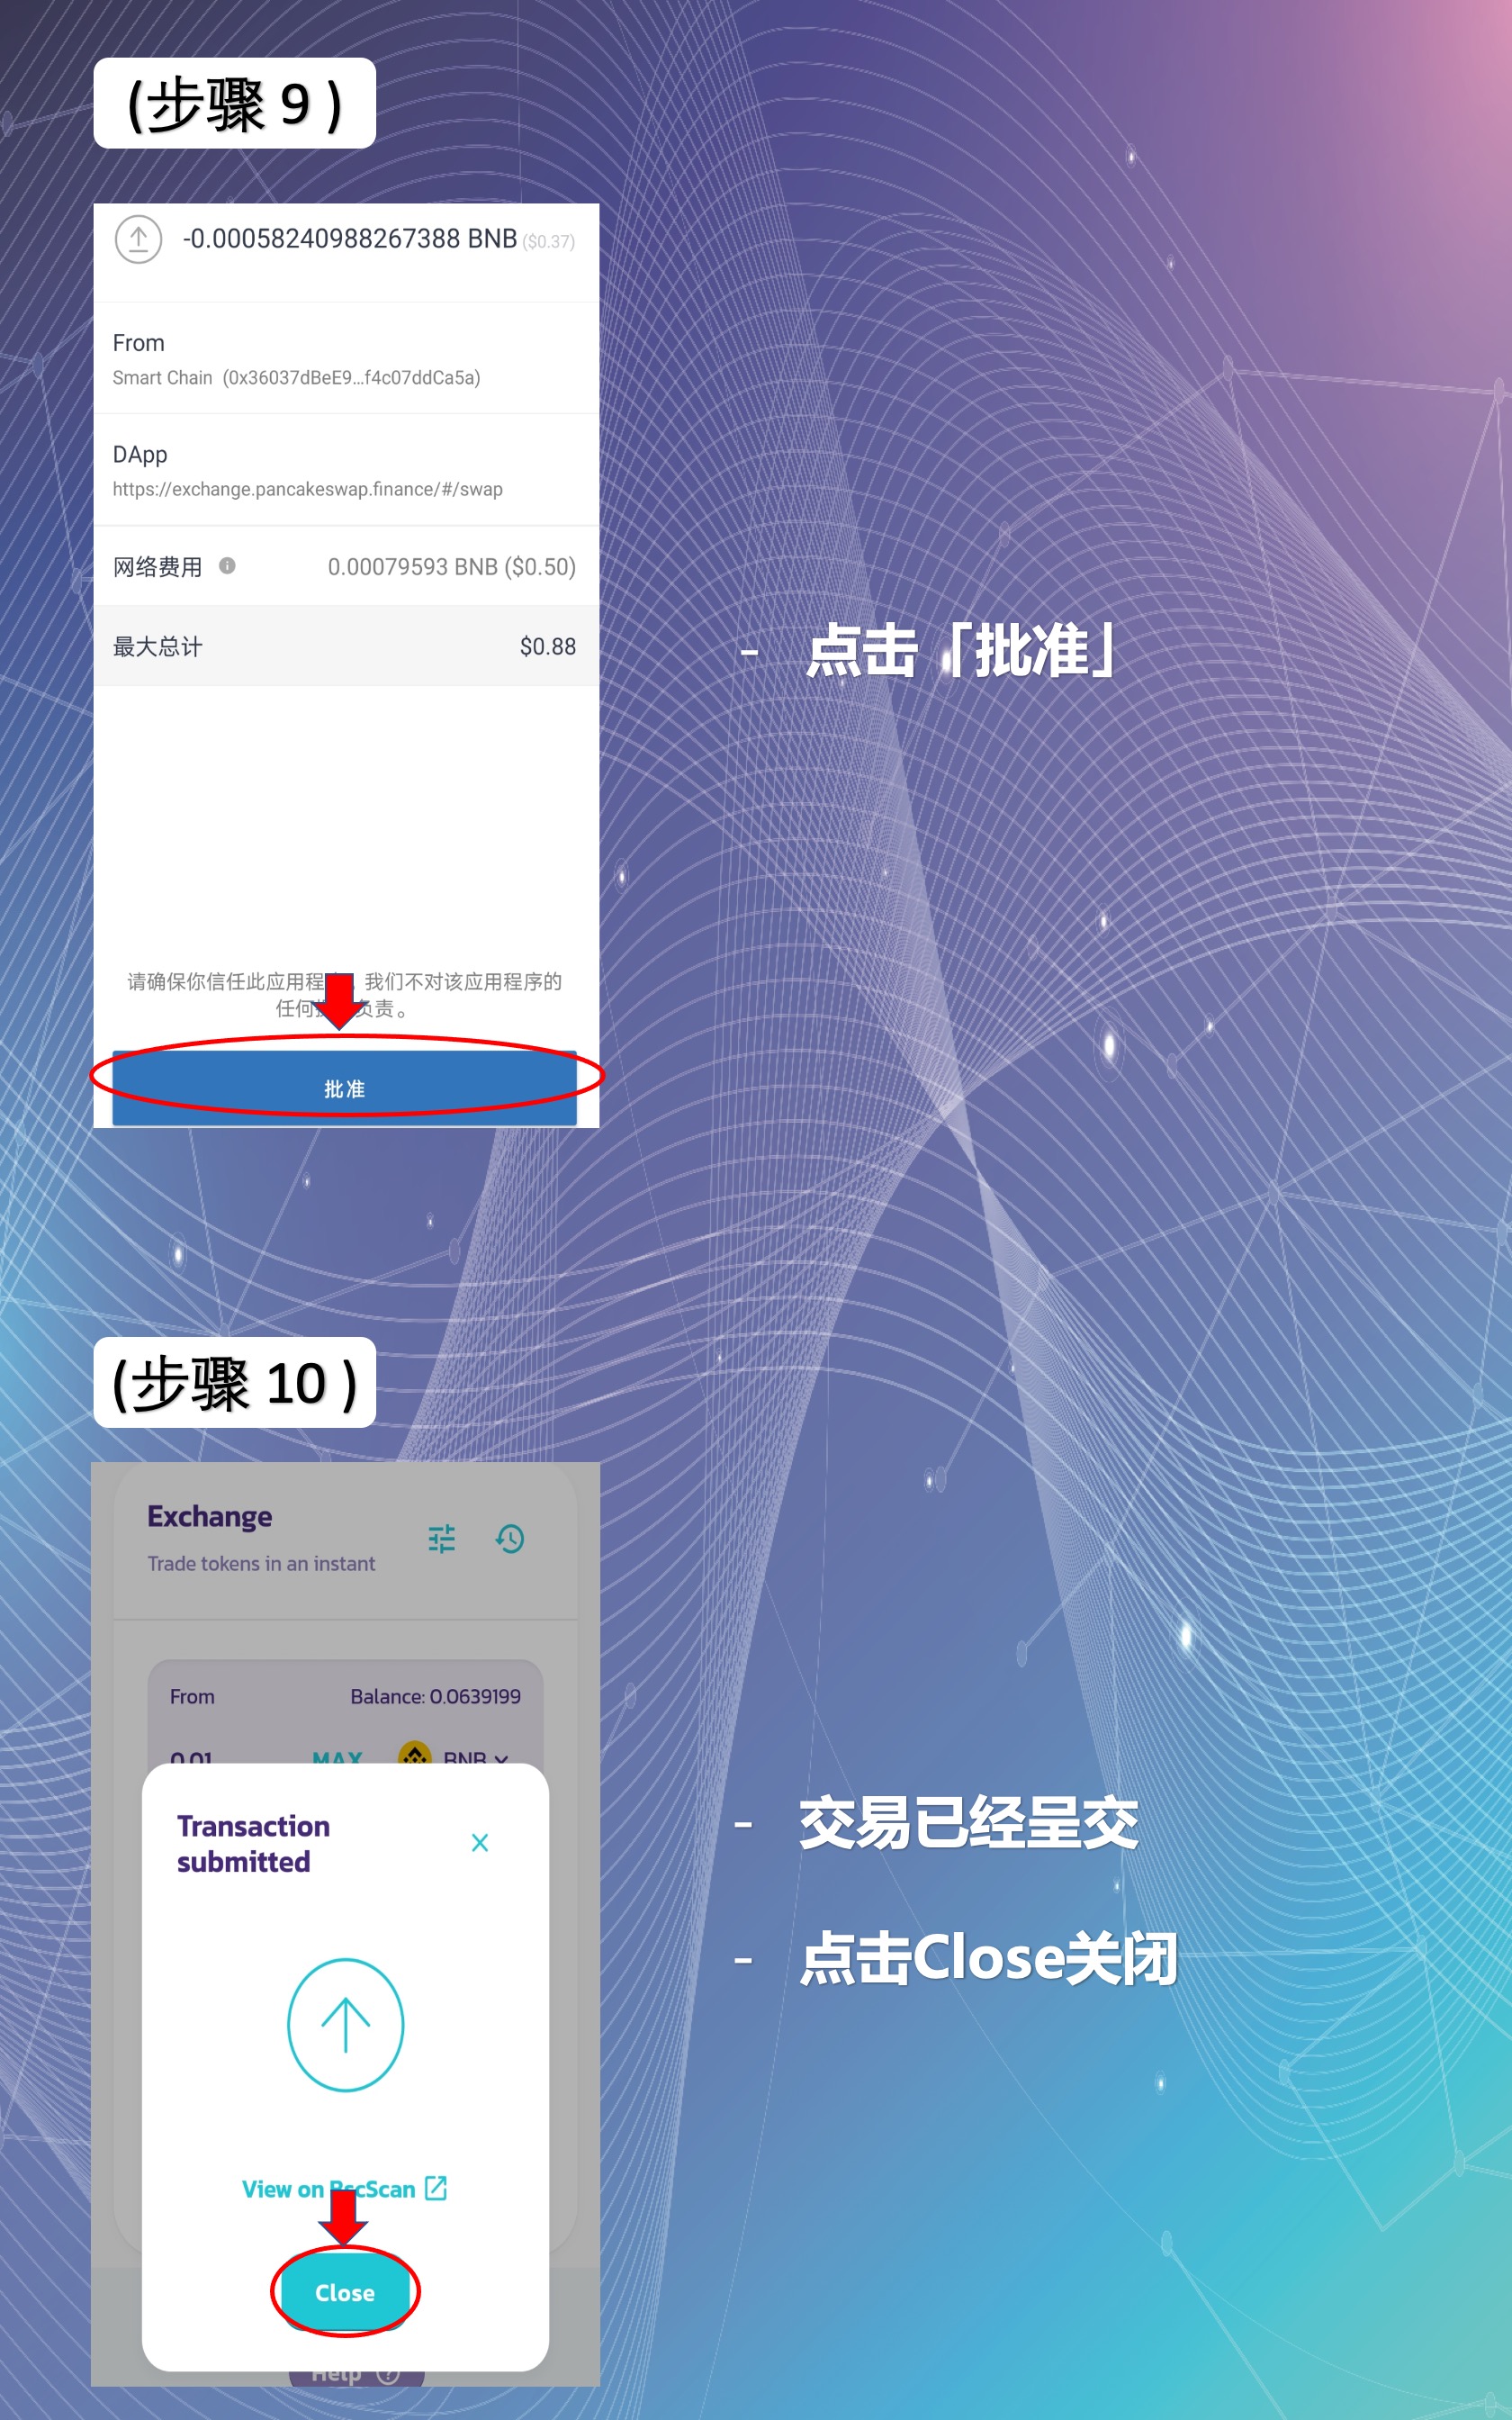 (步骤 9 )
-0.00058240988267388 BNB ($0.37)
From
Smart Chain (0x36037dBeE9...f4c07ddCa5a)
DApp
https://exchange.pancakeswap.finance/#/swap
网络费用 0.00079593 BNB ($0.50)
最大总计 $0.88
请确保你信任此应用程 我们不对该应用程序的
任何 负责。
批准
- 点击「批准」
(步骤 10 )
Exchange
Trade tokens in an instant
From Balance: 0.0639199
0.01 MAX BNB
Transaction
submitted
View on BscScan
Close
Help
- 交易已经呈交
- 点击Close关闭